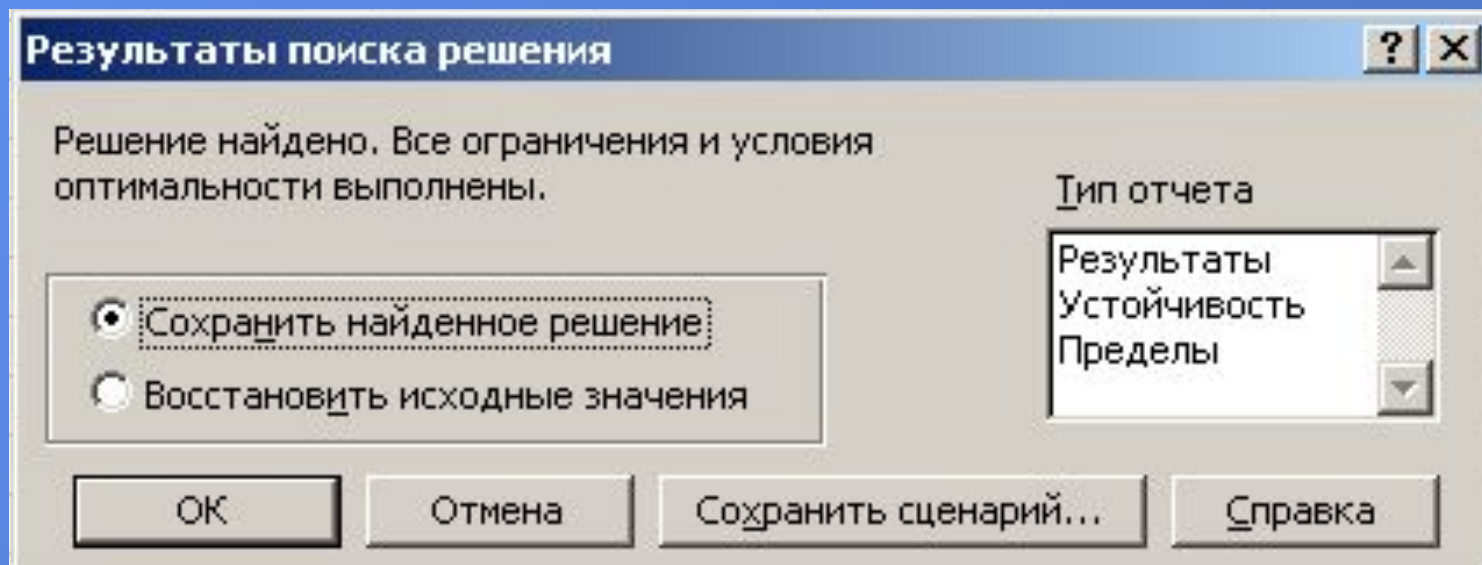 Результаты поиска решения
Решение найдено. Все ограничения и условия
оптимальности выполнены.
Тип отчета
Результаты
Устойчивость
Пределы
Сохранить найденное решение
Восстановить исходные значения
ОК
Отмена
Сохранить сценарий...
Справка